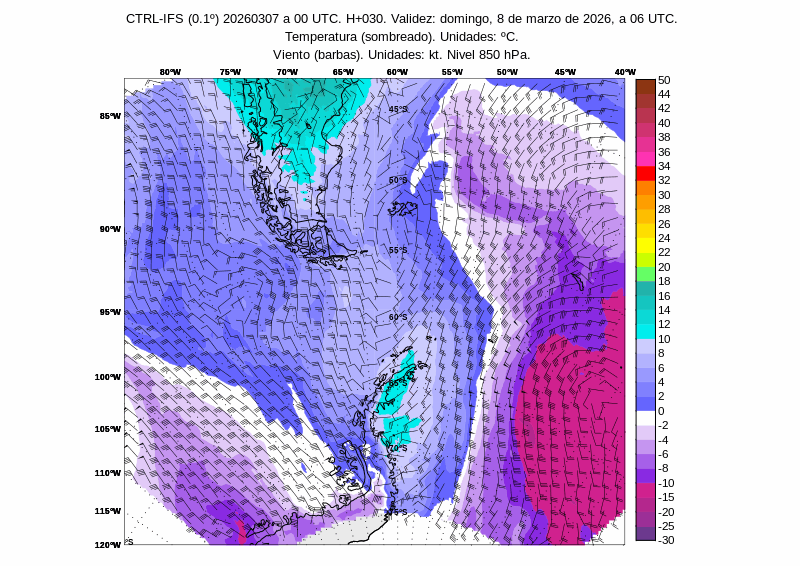 CTRL-IFS (0.1º) 20260307 a 00 UTC. H+030. Validez: domingo, 8 de marzo de 2026, a 06 UTC.
Temperatura (sombreado). Unidades: ºC.
Viento (barbas). Unidades: kt. Nivel 850 hPa.
80°W 75°W 70°W 65°W 60°W 55°W 50°W 45°W 40°W
50
45°S
44
85°W
42
40
38
36
50°S
34
32
30
28
90°W
26
24
55°S
22
20
18
16
95°W
14
60°S
12
10
8
6
100°W
65°S
4
2
0
105°W
-2
70°S
-4
-6
110°W
-8
-10
-15
115°W
75°S
-20
-25
120°W
°S
-30